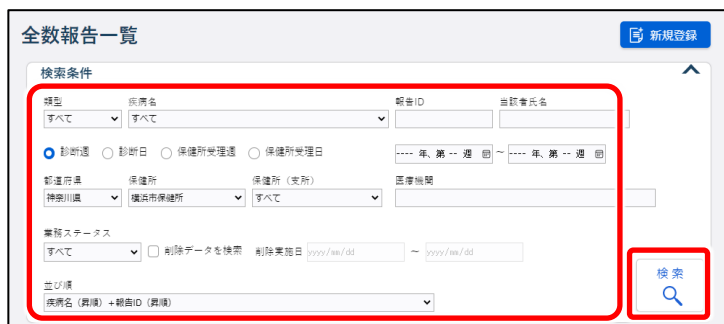 全数報告一覧
新規登録
検索条件
類型 疾病名 報告ID 当該者氏名
すべて すべて
診断週 診断日 保健所受理週 保健所受理日 ---- 年、第 -- 週 ~ ---- 年、第 -- 週
都道府県 保健所 保健所（支所） 医療機関
神奈川県 横浜市保健所 すべて
業務ステータス
すべて 削除データを検索 削除実施日 yyyy/mm/dd ~ yyyy/mm/dd
並び順
疾病名（昇順）+報告ID（昇順）
検索